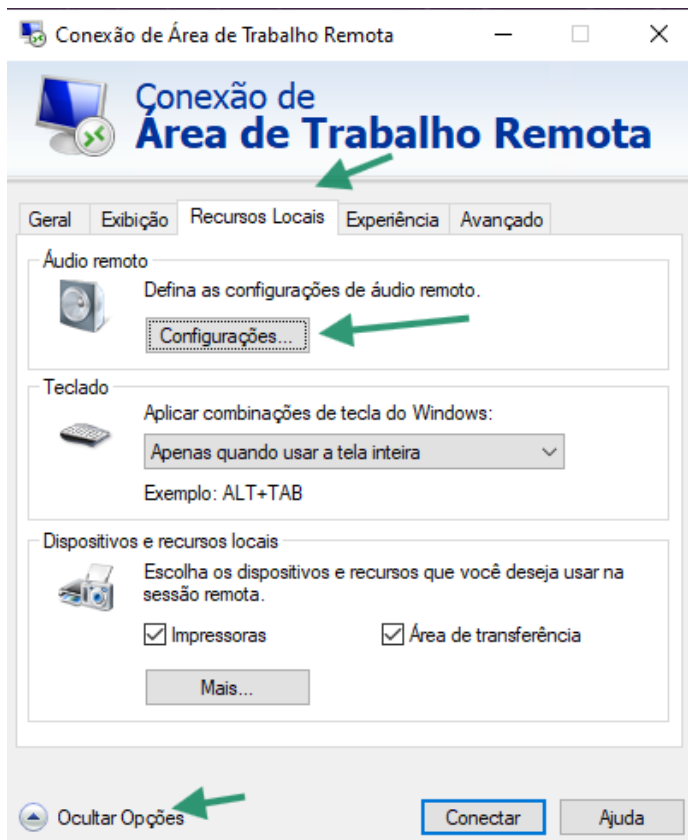 Conexão de Área de Trabalho Remota
Conexão de
Área de Trabalho Remota
Geral
Exibição
Recursos Locais
Experiência
Avançado
Áudio remoto
Defina as configurações de áudio remoto.
Configurações...
Teclado
Aplicar combinações de tecla do Windows:
Apenas quando usar a tela inteira
Exemplo: ALT+TAB
Dispositivos e recursos locais
Escolha os dispositivos e recursos que você deseja usar na
sessão remota.
Impressoras
Área de transferência
Mais...
Ocultar Opções
Conectar
Ajuda